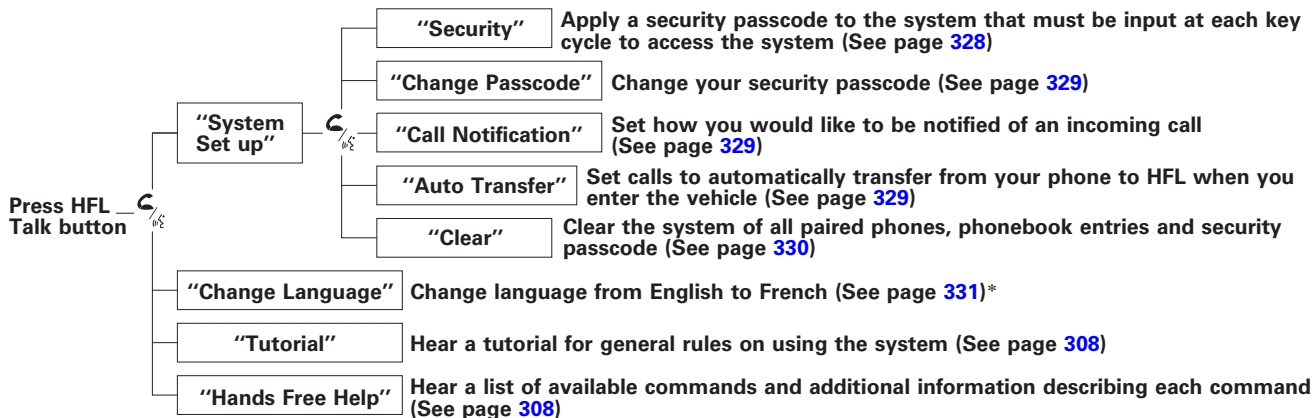 "Security"
Apply a security passcode to the system that must be input at each key
cycle to access the system (See page 328)
"Change Passcode"
Change your security passcode (See page 329)
"System
Set up"
"Call Notification"
Set how you would like to be notified of an incoming call
(See page 329)
"Auto Transfer"
Set calls to automatically transfer from your phone to HFL when you
enter the vehicle (See page 329)
Press HFL
Talk button
"Clear"
Clear the system of all paired phones, phonebook entries and security
passcode (See page 330)
"Change Language"
Change language from English to French (See page 331)*
"Tutorial"
Hear a tutorial for general rules on using the system (See page 308)
"Hands Free Help"
Hear a list of available commands and additional information describing each command
(See page 308)